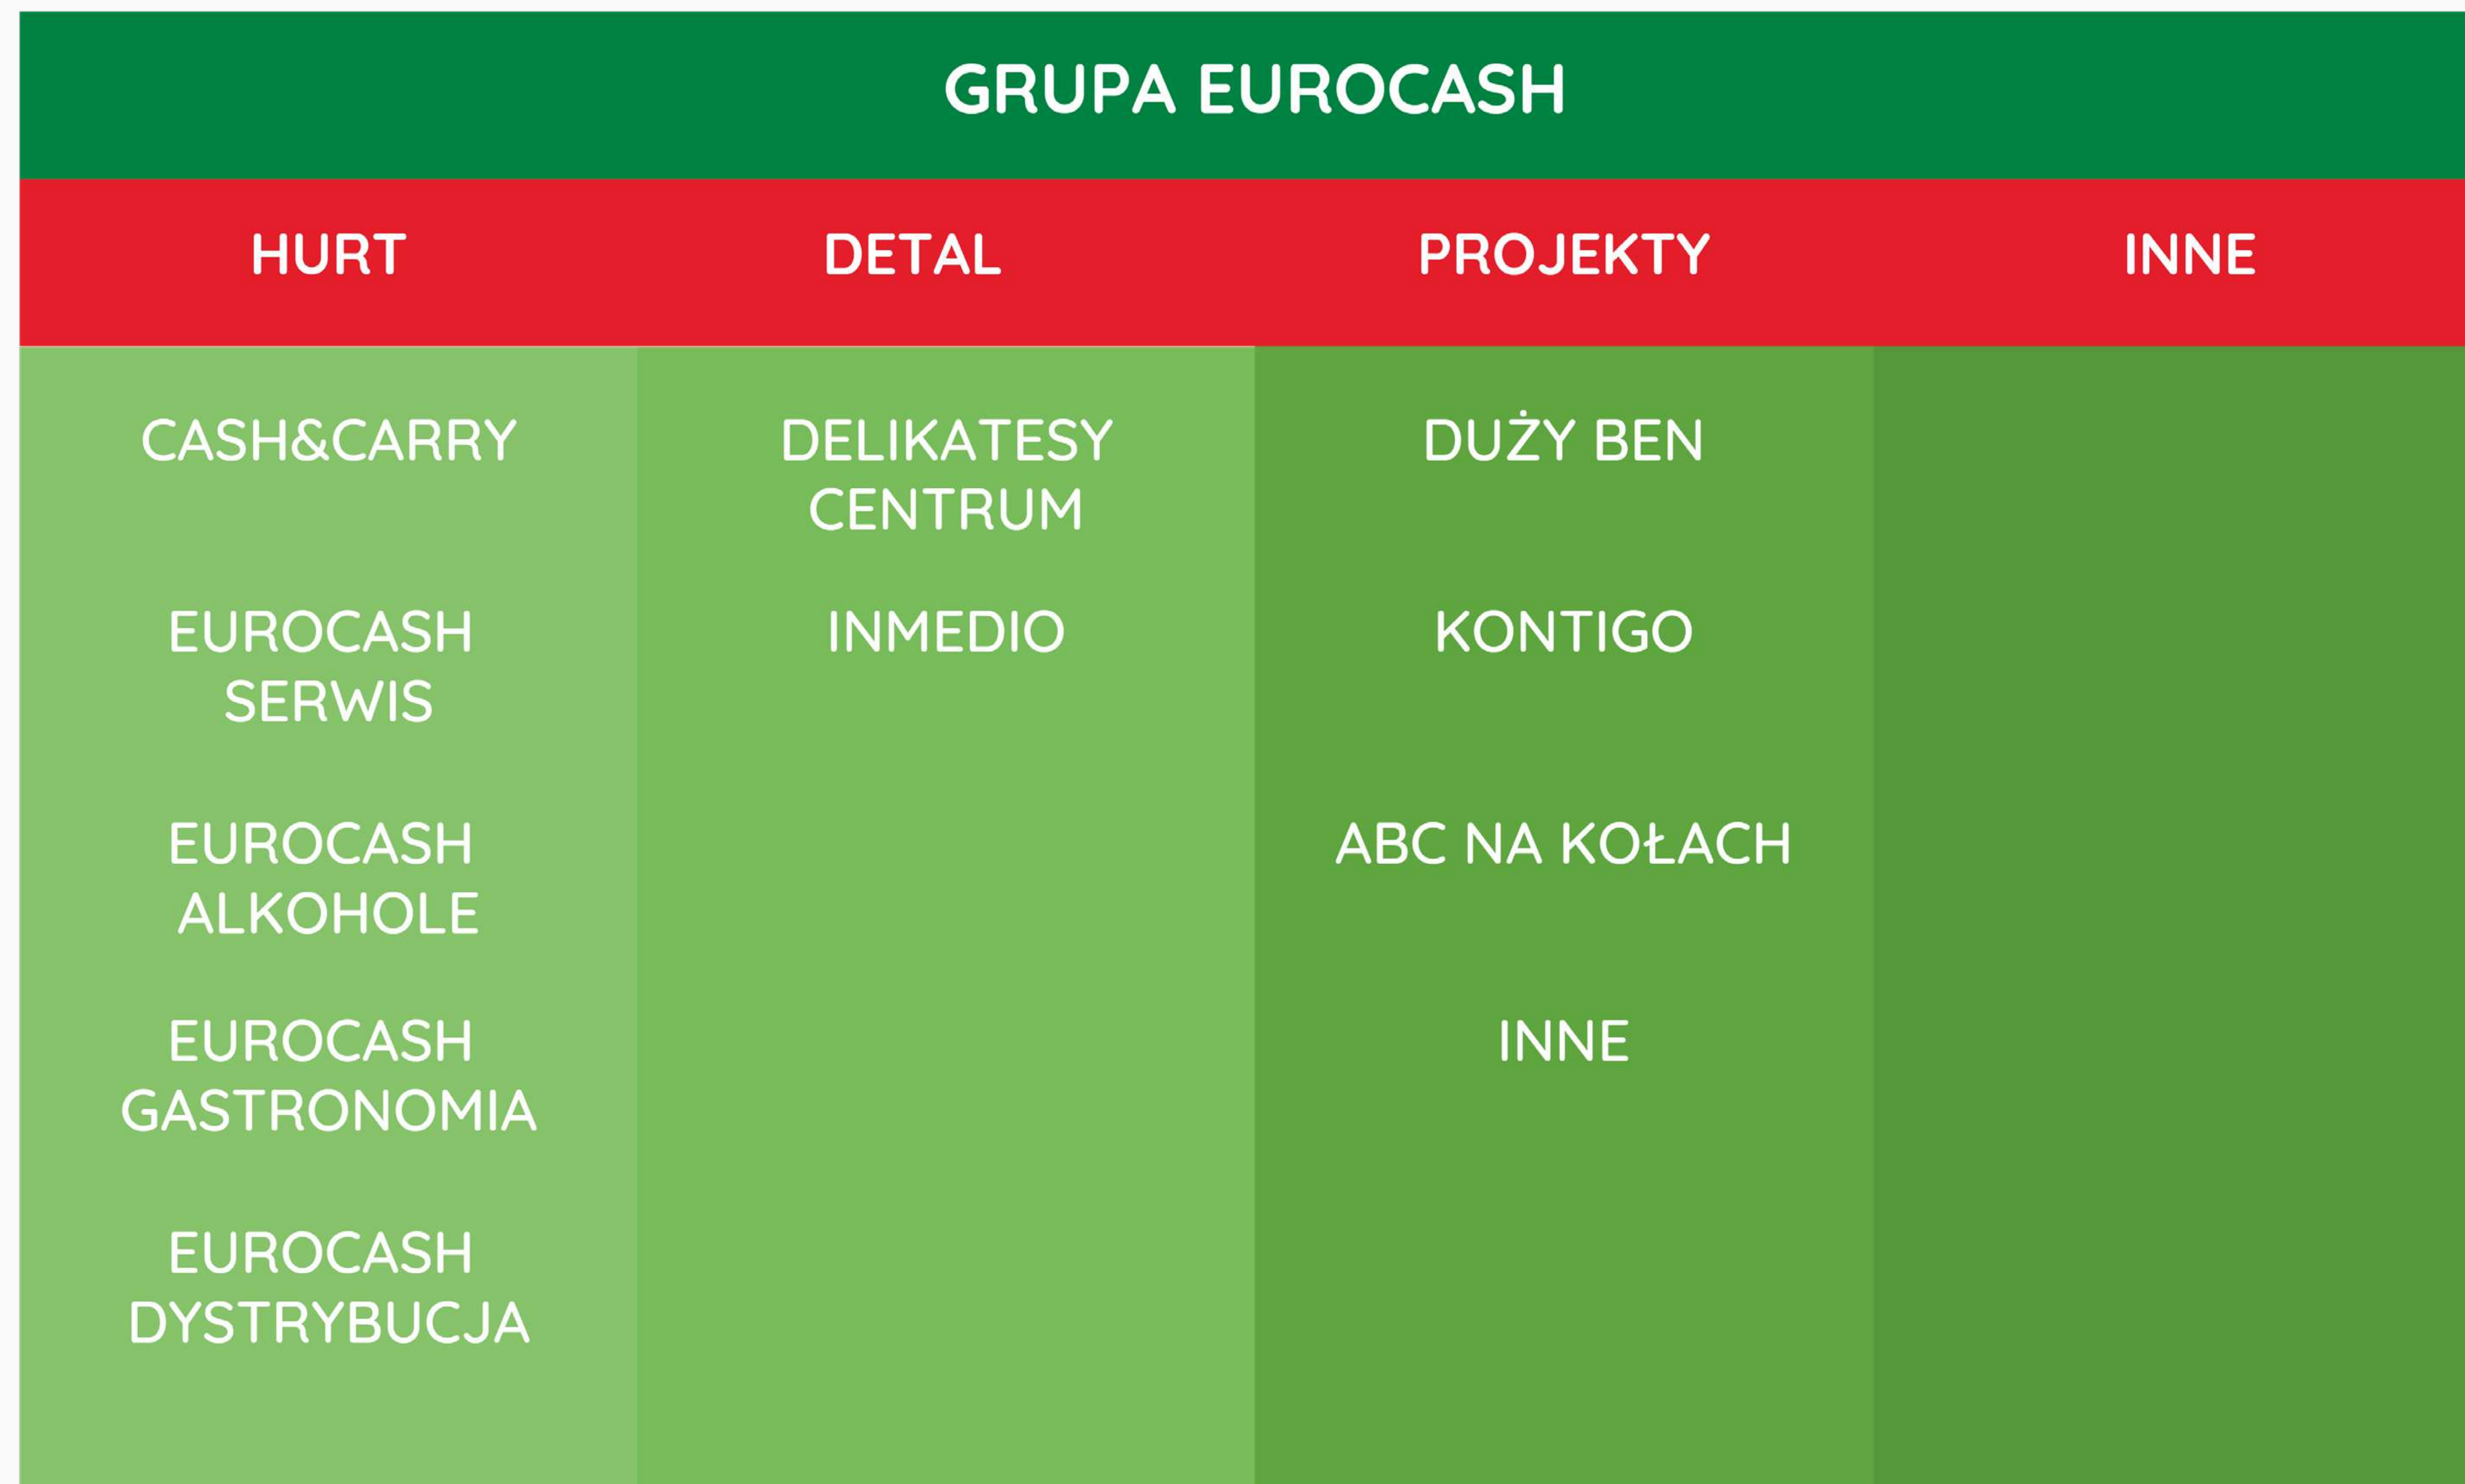 GRUPA EUROCASH
HURT DETAL PROJEKTY INNE
CASH&CARRY
EUROCASH
SERWIS
EUROCASH
ALKOHOLE
EUROCASH
GASTRONOMIA
EUROCASH
DYSTRYBUCJA
DELIKATESY
CENTRUM
INMEDIO
DUŻY BEN
KONTIGO
ABC NA KOŁACH
INNE